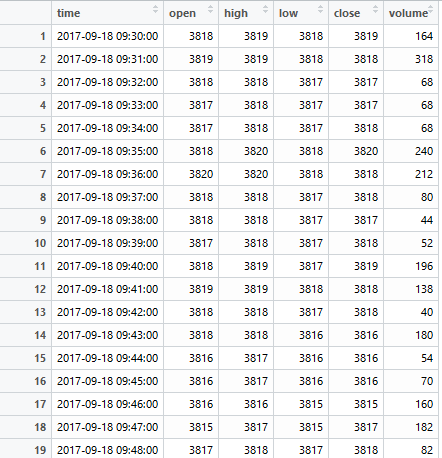 time open high low close volume
1 2017-09-18 09:30:00 3818 3819 3818 3819 164
2 2017-09-18 09:31:00 3819 3819 3818 3818 318
3 2017-09-18 09:32:00 3818 3818 3817 3817 68
4 2017-09-18 09:33:00 3817 3818 3817 3818 68
5 2017-09-18 09:34:00 3817 3818 3817 3818 68
6 2017-09-18 09:35:00 3818 3820 3818 3820 240
7 2017-09-18 09:36:00 3820 3820 3818 3818 212
8 2017-09-18 09:37:00 3818 3818 3817 3818 80
9 2017-09-18 09:38:00 3818 3818 3817 3817 44
10 2017-09-18 09:39:00 3817 3818 3817 3818 52
11 2017-09-18 09:40:00 3818 3819 3817 3819 196
12 2017-09-18 09:41:00 3819 3819 3818 3818 138
13 2017-09-18 09:42:00 3818 3818 3817 3818 40
14 2017-09-18 09:43:00 3818 3818 3816 3816 180
15 2017-09-18 09:44:00 3816 3817 3816 3816 54
16 2017-09-18 09:45:00 3816 3817 3816 3816 70
17 2017-09-18 09:46:00 3816 3816 3815 3815 160
18 2017-09-18 09:47:00 3815 3817 3815 3817 182
19 2017-09-18 09:48:00 3817 3818 3817 3818 82